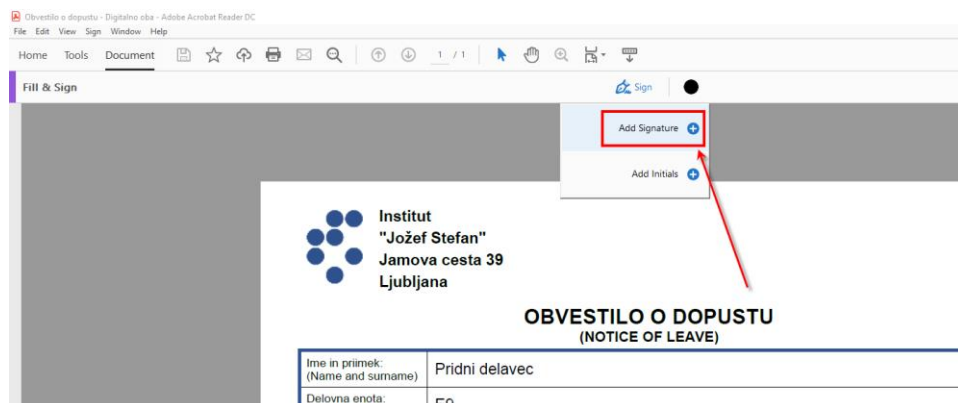 Obvestilo o dopustu - Digitalno oba - Adobe Acrobat Reader DC
File Edit View Sign Window Help
Home Tools Document 1 / 1
Fill & Sign Sign
Add Signature
Add Initials
Institut
"Jožef Stefan"
Jamova cesta 39
Ljubljana
OBVESTILO O DOPUSTU
(NOTICE OF LEAVE)
Ime in priimek:
(Name and surname) Pridni delavec
Delovna enota: